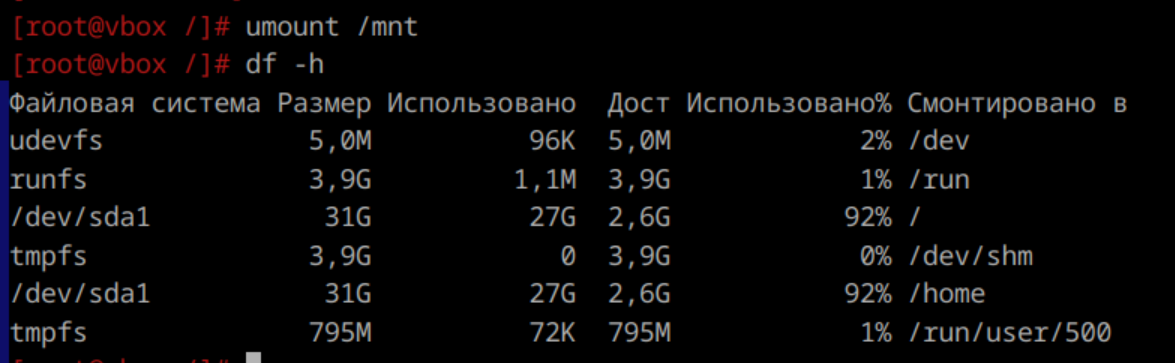 [root@vbox /]# umount /mnt
[root@vbox /]# df -h
Файловая система Размер Использовано Дост Использовано% Смонтировано в
udevfs 5,0M 96K 5,0M 2% /dev
runfs 3,9G 1,1M 3,9G 1% /run
/dev/sda1 31G 27G 2,6G 92% /
tmpfs 3,9G 0 3,9G 0% /dev/shm
/dev/sda1 31G 27G 2,6G 92% /home
tmpfs 795M 72K 795M 1% /run/user/500